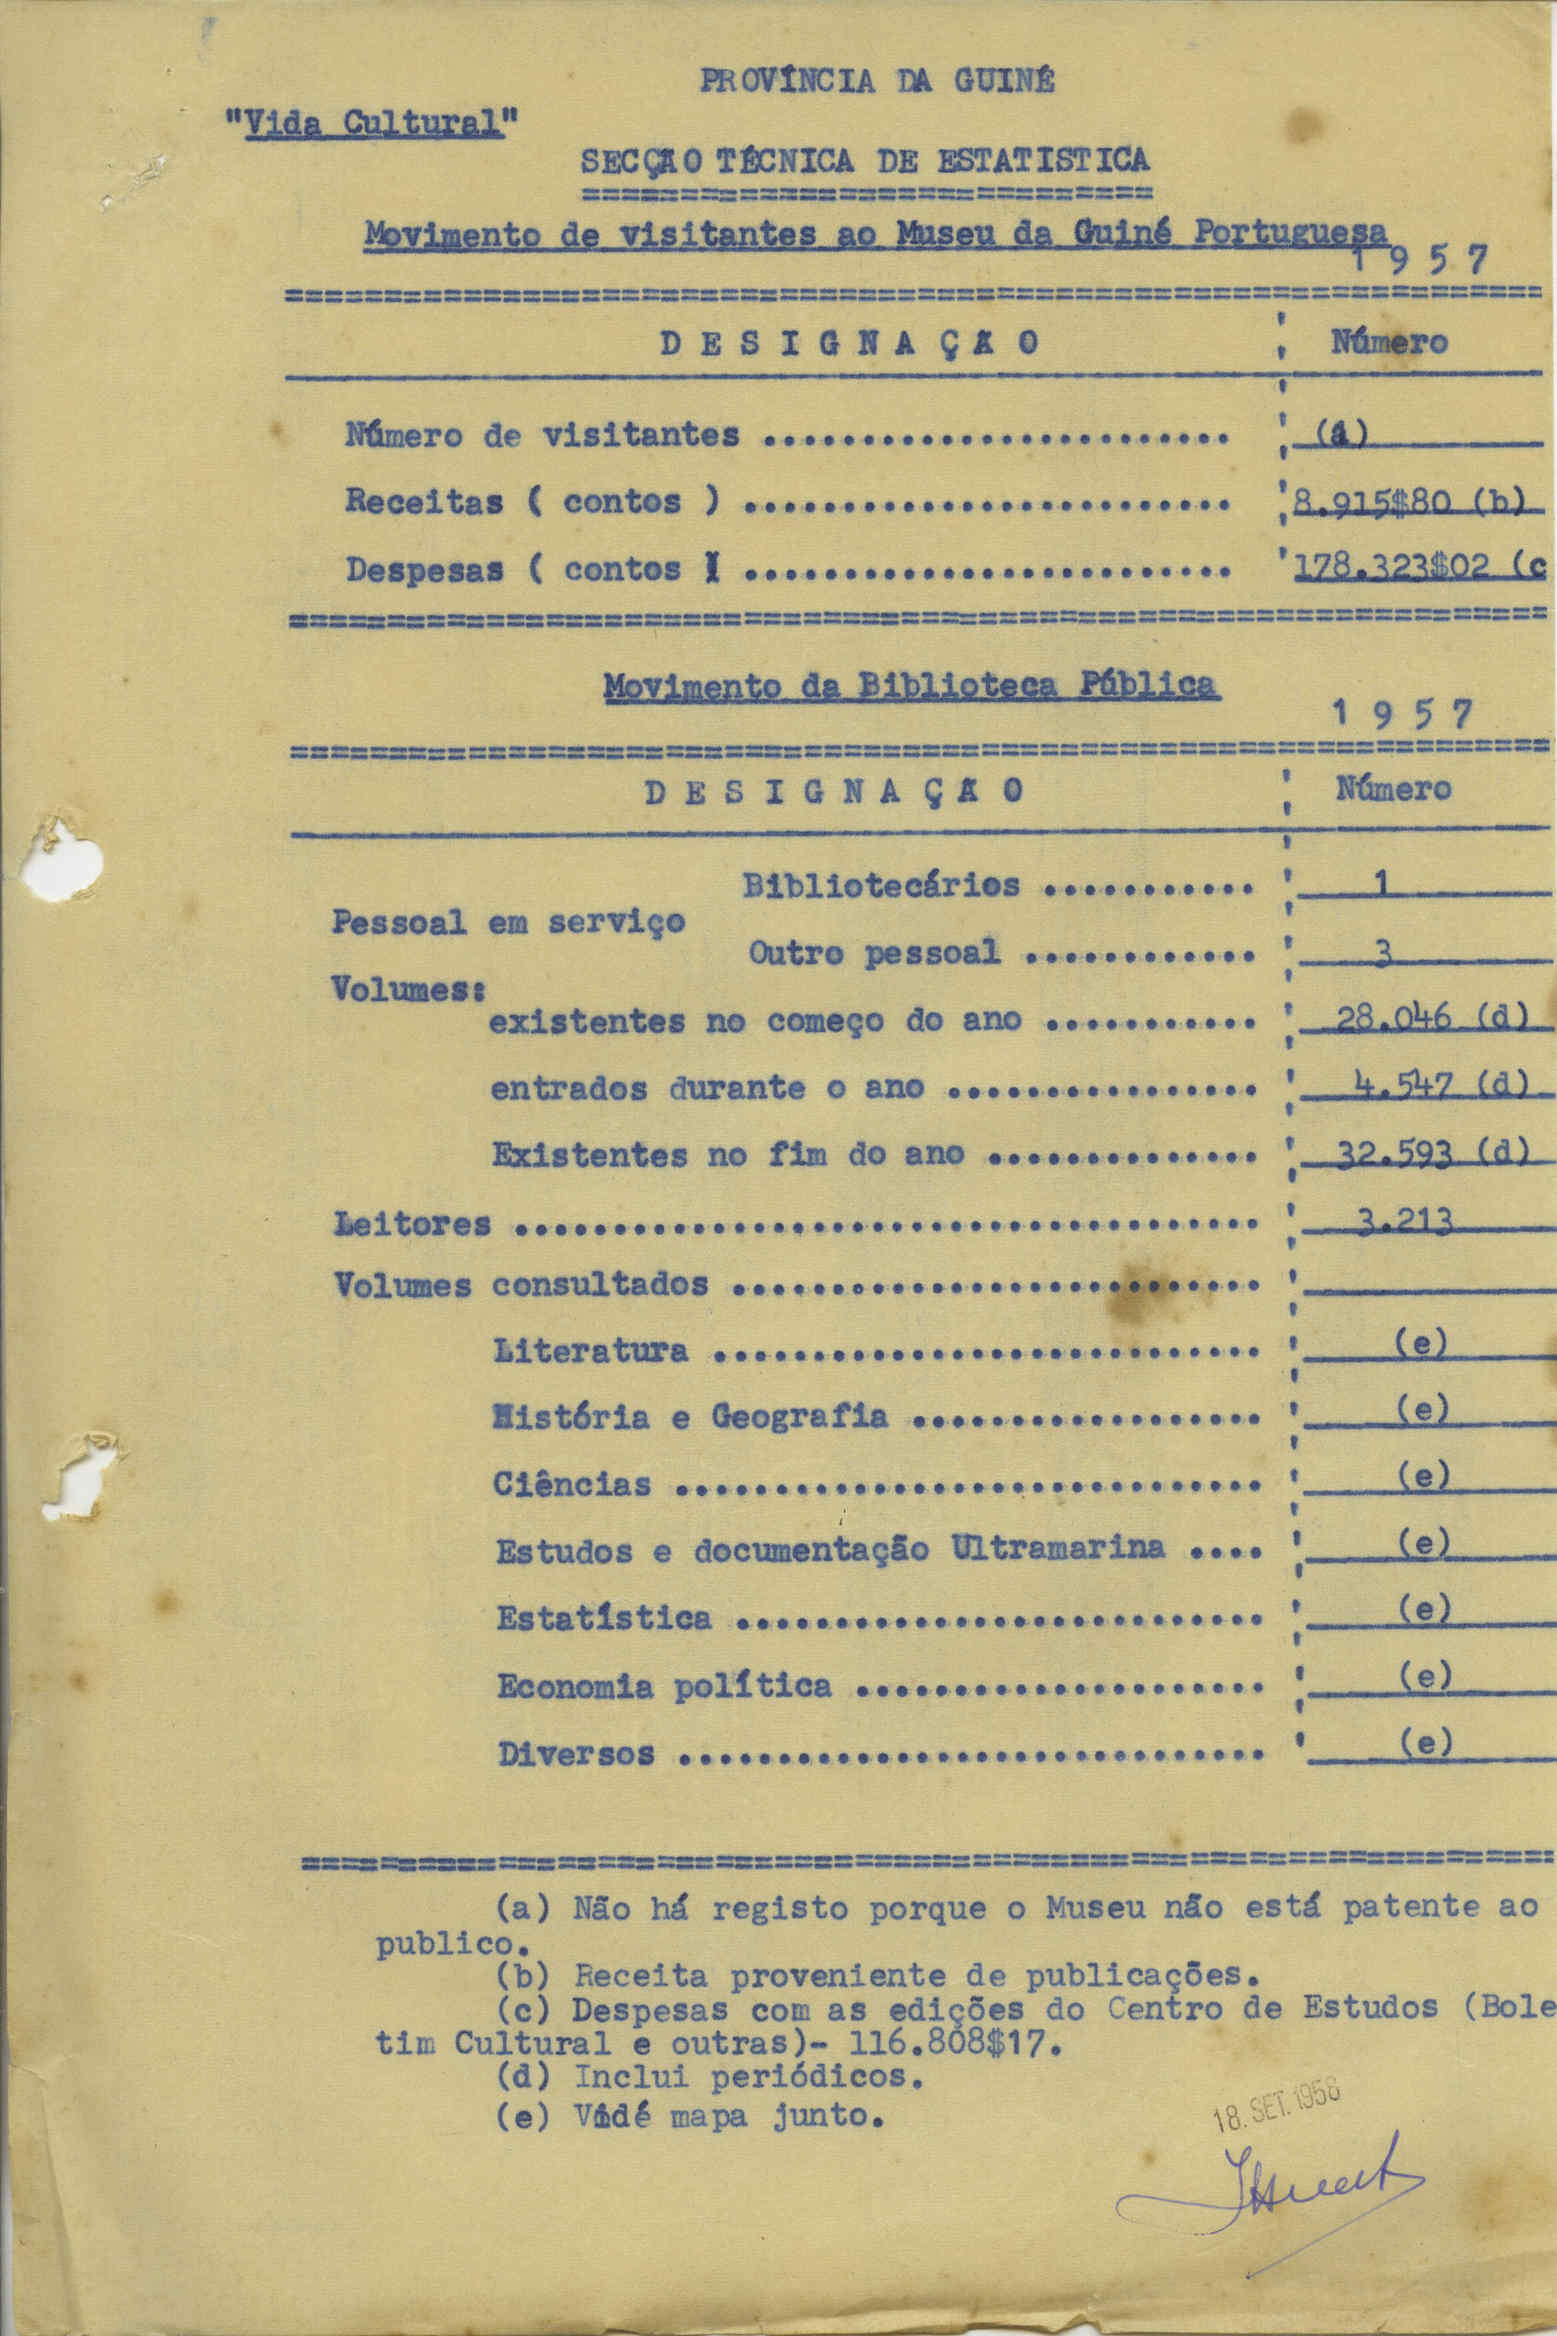 PROVÍNCIA DA GUINÉ
"Vida Cultural"
SECÇÃO TÉCNICA DE ESTATISTICA
==============================
Movimento de visitantes ao Museu da Guiné Portuguesa
1 9 5 7
D E S I G N A Ç Ã O Número
Número de visitantes ........................ (a)
Receitas ( contos ) ......................... 8.915$80 (b)
Despesas ( contos ) ......................... 178.323$02 (c
Movimento da Biblioteca Pública
1 9 5 7
D E S I G N A Ç Ã O Número
Bibliotecários ........... 1
Pessoal em serviço
Outro pessoal ............ 3
Volumes:
existentes no começo do ano ........... 28.046 (d)
entrados durante o ano ................ 4.547 (d)
Existentes no fim do ano .............. 32.593 (d)
Leitores ...................................... 3.213
Volumes consultados ...........................
Literatura ............................ (e)
História e Geografia .................. (e)
Ciências .............................. (e)
Estudos e documentação Ultramarina .... (e)
Estatística ........................... (e)
Economia política ..................... (e)
Diversos .............................. (e)
(a) Não há registo porque o Museu não está patente ao
publico.
(b) Receita proveniente de publicações.
(c) Despesas com as edições do Centro de Estudos (Bole
tim Cultural e outras)- 116.808$17.
(d) Inclui periódicos.
(e) Vidé mapa junto.
18. SET. 1958